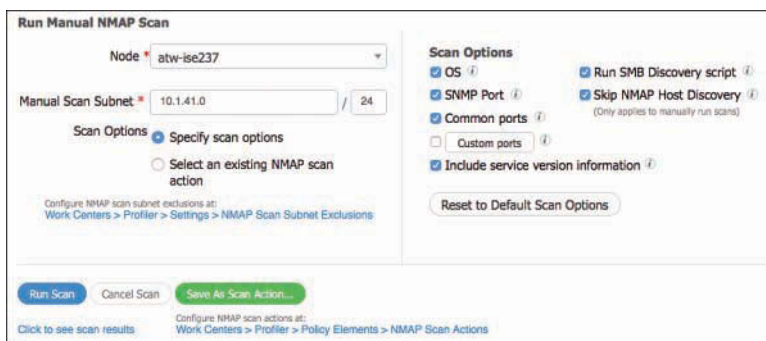 Run Manual NMAP Scan
Node * atw-ise237
Manual Scan Subnet * 10.1.41.0 / 24
Scan Options Specify scan options
Select an existing NMAP scan
action
Configure NMAP scan subnet exclusions at:
Work Centers > Profiler > Settings > NMAP Scan Subnet Exclusions
Scan Options
OS
Run SMB Discovery script
SNMP Port
Skip NMAP Host Discovery
(Only applies to manually run scans)
Common ports
Custom ports
Include service version information
Reset to Default Scan Options
Run Scan Cancel Scan Save As Scan Action...
Click to see scan results
Configure NMAP scan actions at:
Work Centers > Profiler > Policy Elements > NMAP Scan Actions